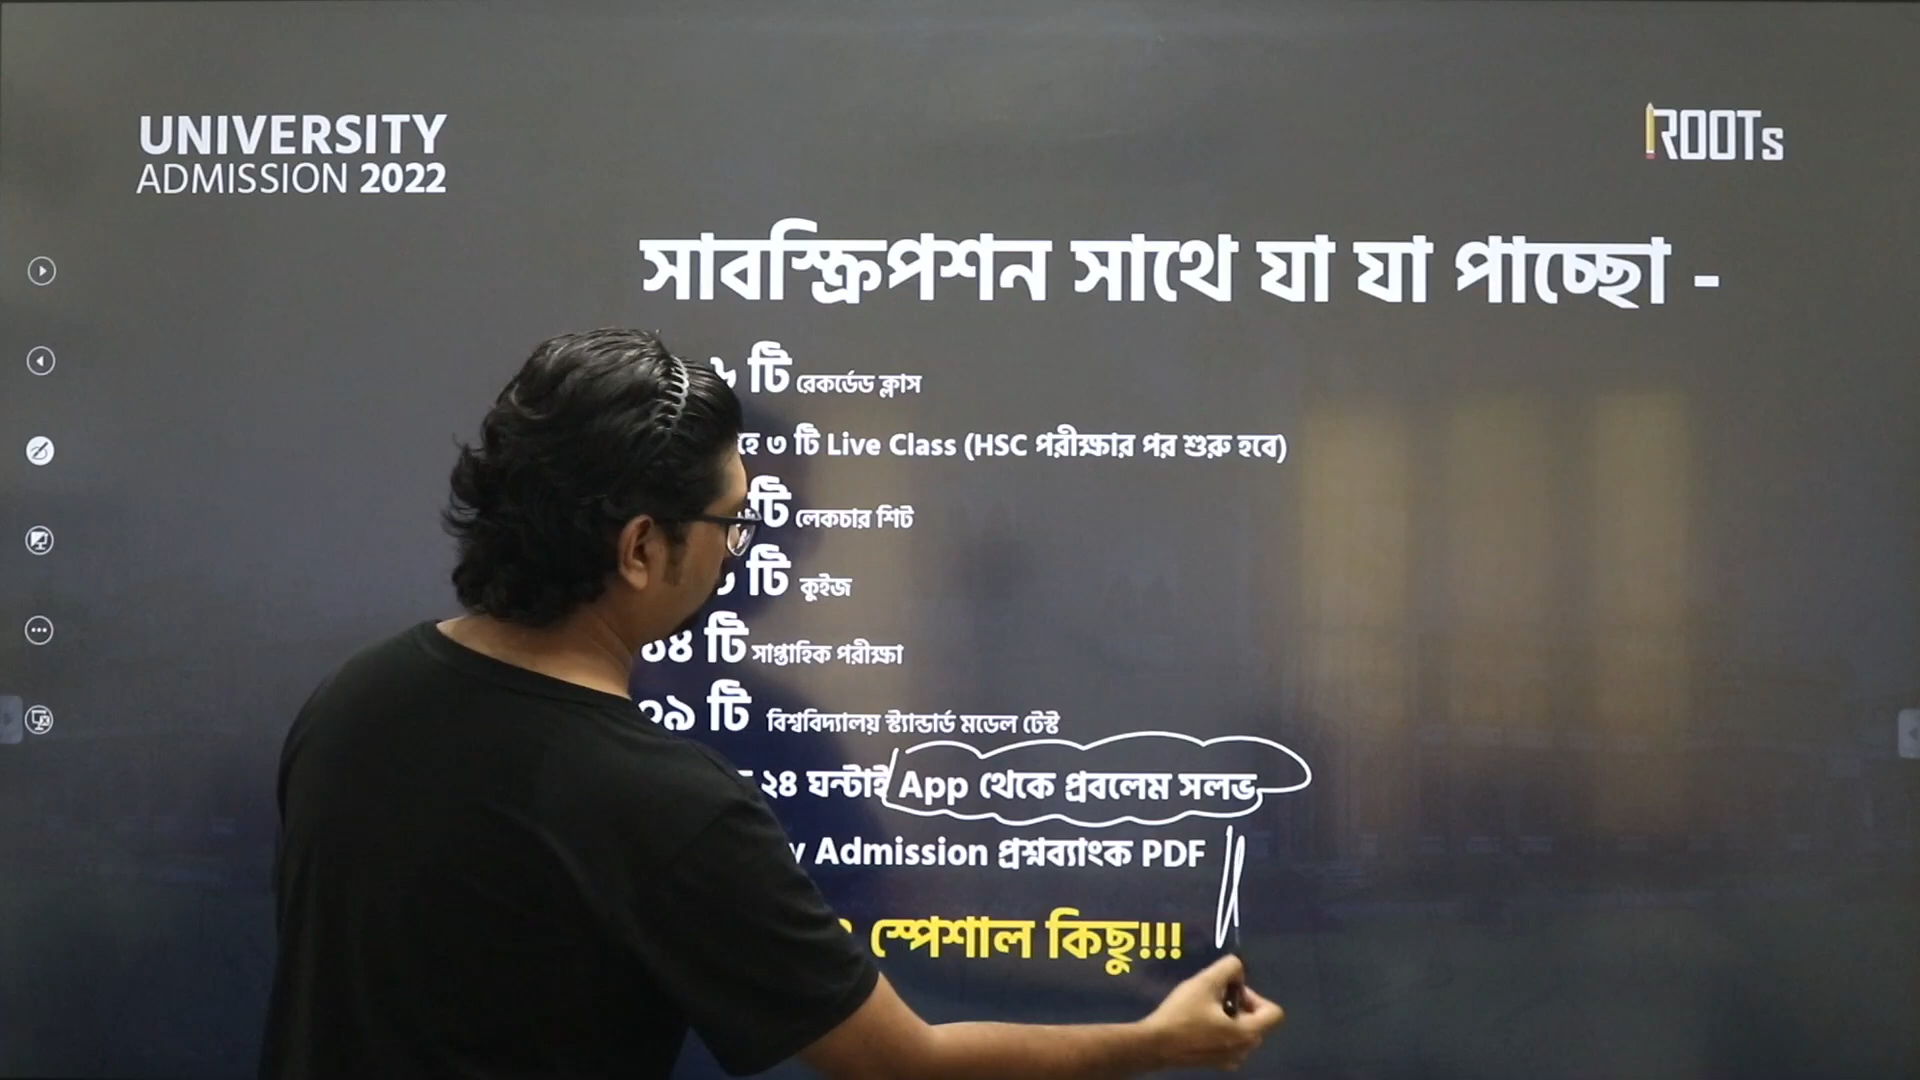 UNIVERSITY
ADMISSION 2022
ROOTs
সাবস্ক্রিপশন সাথে যা যা পাচ্ছো -
টি রেকর্ডেড ক্লাস
৩ টি Live Class (HSC পরীক্ষার পর শুরু হবে)
টি লেকচার শিট
টি কুইজ
টি সাপ্তাহিক পরীক্ষা
টি বিশ্ববিদ্যালয় স্ট্যান্ডার্ড মডেল টেস্ট
২৪ ঘন্টাই App থেকে প্রবলেম সলভ
Admission প্রশ্নব্যাংক PDF
স্পেশাল কিছু!!!